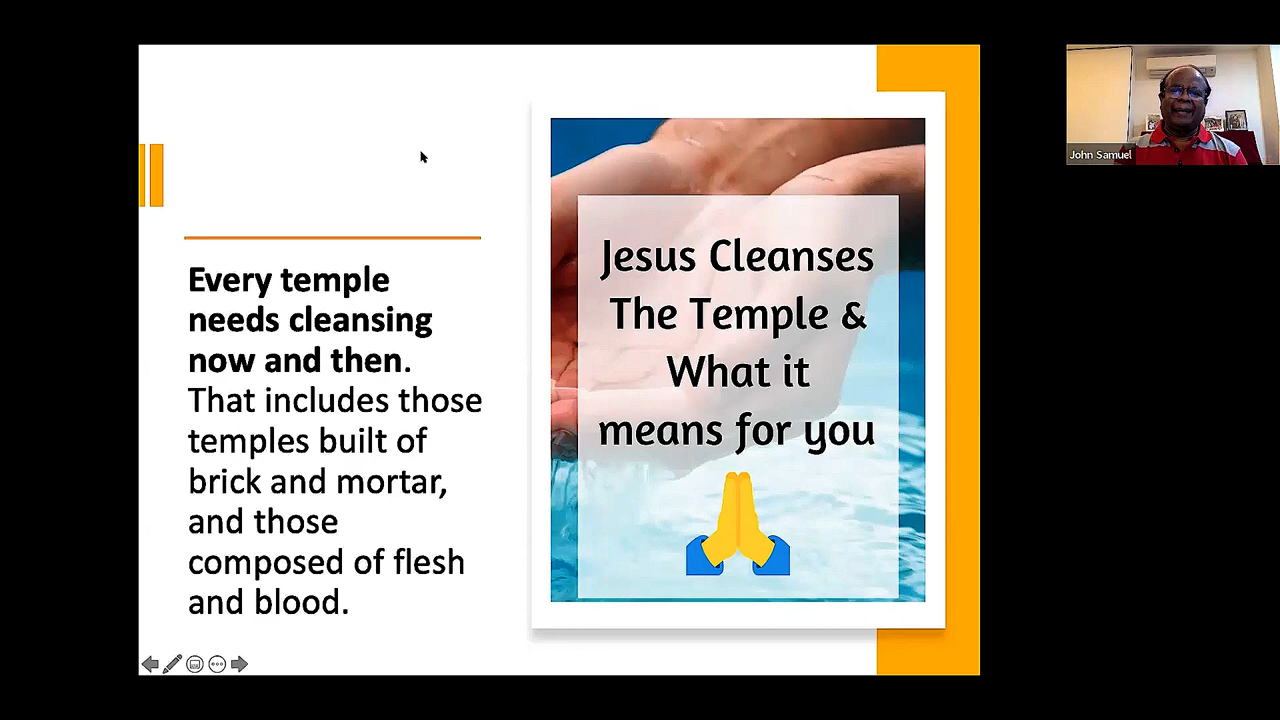 Every temple
needs cleansing
now and then.
That includes those
temples built of
brick and mortar,
and those
composed of flesh
and blood.
Jesus Cleanses
The Temple &
What it
means for you
John Samuel